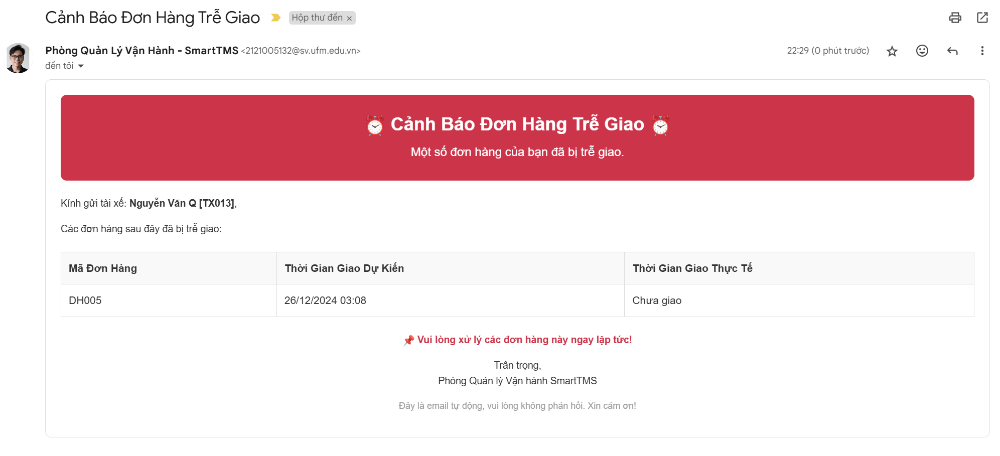 Cảnh Báo Đơn Hàng Trễ Giao Hộp thư đến ×
Phòng Quản Lý Vận Hành - SmartTMS <2121005132@sv.ufm.edu.vn> 22:29 (0 phút trước)
đến tôi
⏰ Cảnh Báo Đơn Hàng Trễ Giao ⏰
Một số đơn hàng của bạn đã bị trễ giao.
Kính gửi tài xế: Nguyễn Văn Q [TX013],
Các đơn hàng sau đây đã bị trễ giao:
Mã Đơn Hàng Thời Gian Giao Dự Kiến Thời Gian Giao Thực Tế
DH005 26/12/2024 03:08 Chưa giao
📌 Vui lòng xử lý các đơn hàng này ngay lập tức!
Trân trọng,
Phòng Quản lý Vận hành SmartTMS
Đây là email tự động, vui lòng không phản hồi. Xin cảm ơn!